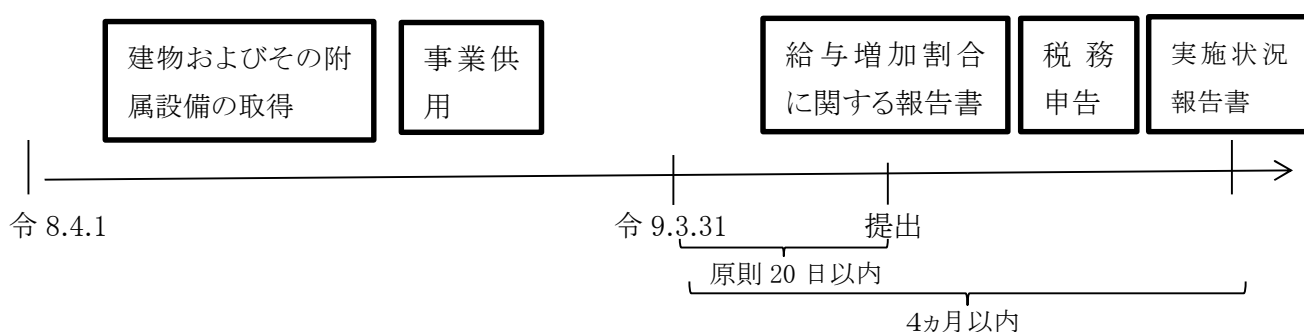 建物およびその附
属設備の取得
事業供
用
給与増加割合
に関する報告書
税務
申告
実施状況
報告書
令 8.4.1
令 9.3.31
提出
原則 20 日以内
4ヵ月以内